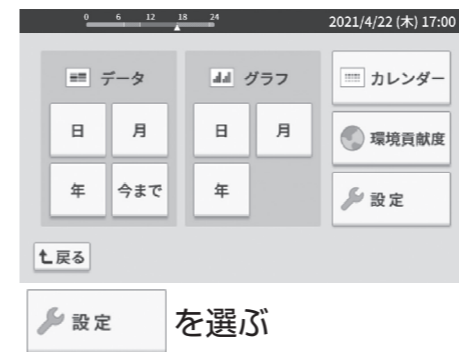 0 6 12 18 24 2021/4/22 (木) 17:00
データ グラフ カレンダー
日 月 日 月 環境貢献度
年 今まで 年 設定
戻る
設定 を選ぶ